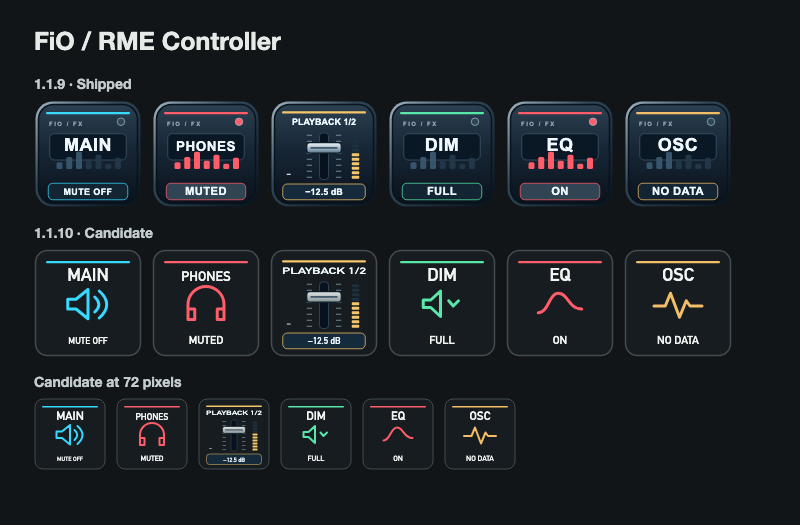 FiO / RME Controller
1.1.9 · Shipped
FIO / FX
MAIN
MUTE OFF
FIO / FX
PHONES
MUTED
PLAYBACK 1/2
−12.5 dB
FIO / FX
DIM
FULL
FIO / FX
EQ
ON
FIO / FX
OSC
NO DATA
1.1.10 · Candidate
MAIN
MUTE OFF
PHONES
MUTED
PLAYBACK 1/2
−12.5 dB
DIM
FULL
EQ
ON
OSC
NO DATA
Candidate at 72 pixels
MAIN
MUTE OFF
PHONES
MUTED
PLAYBACK 1/2
−12.5 dB
DIM
FULL
EQ
ON
OSC
NO DATA